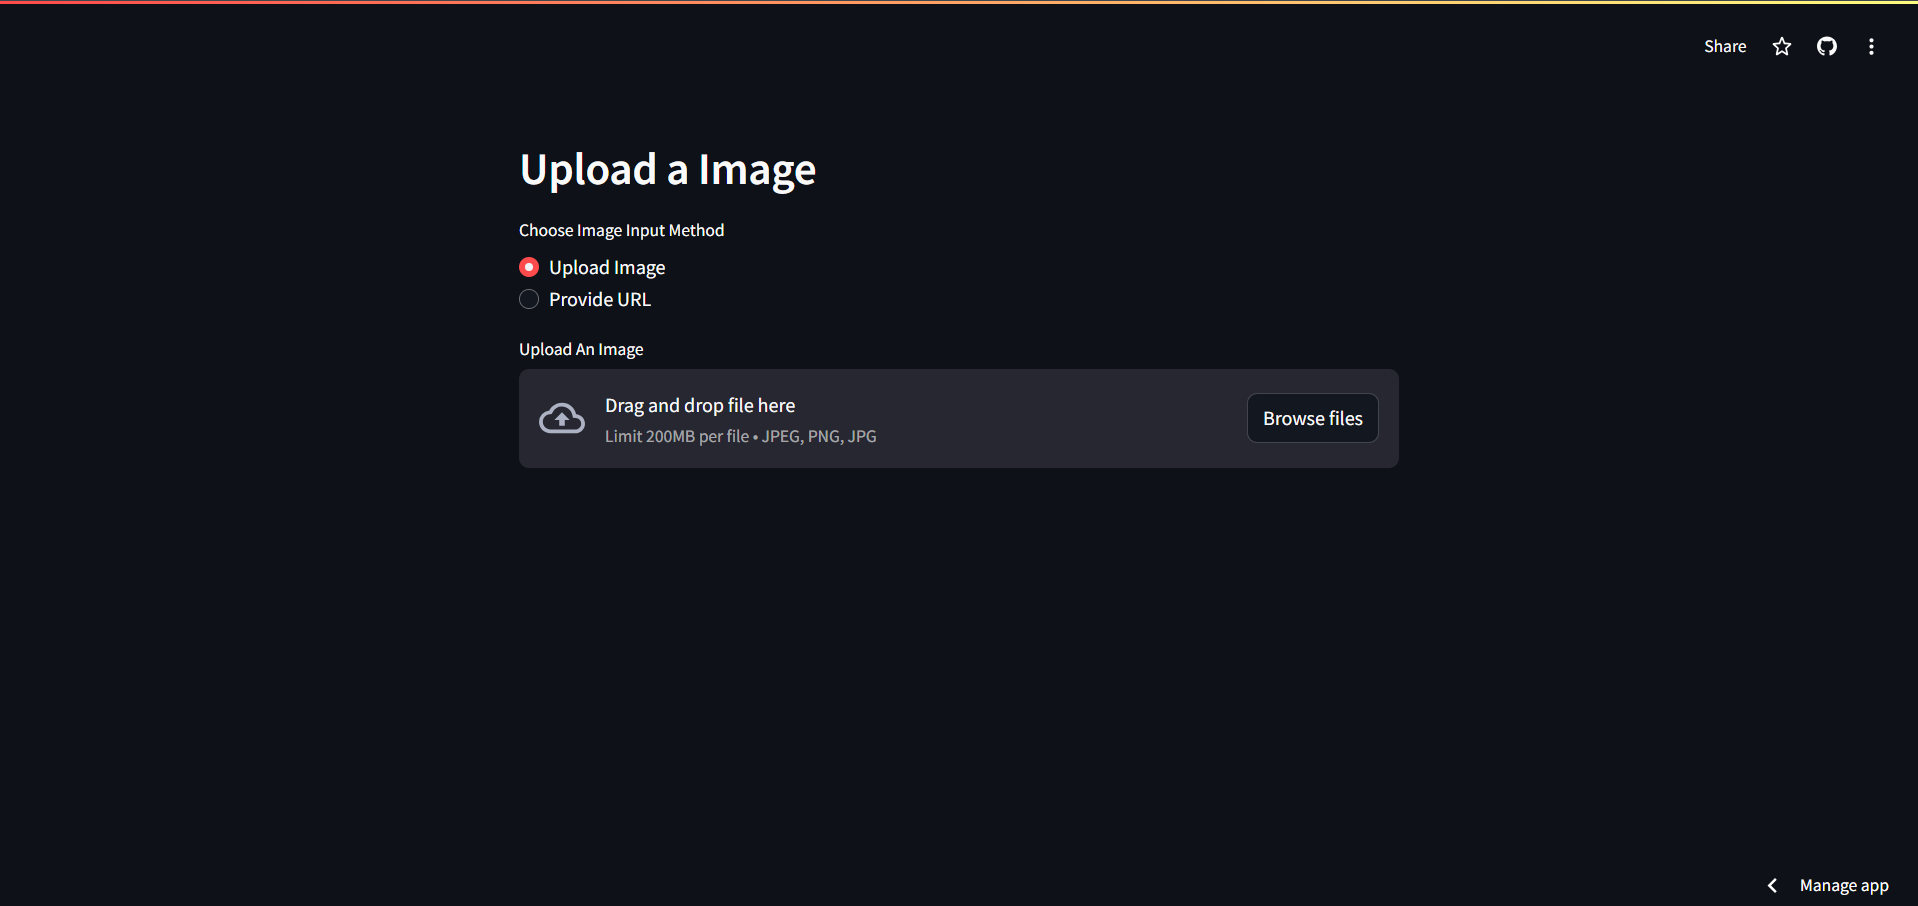 Share
Upload a Image
Choose Image Input Method
Upload Image
Provide URL
Upload An Image
Drag and drop file here
Limit 200MB per file • JPEG, PNG, JPG
Browse files
Manage app